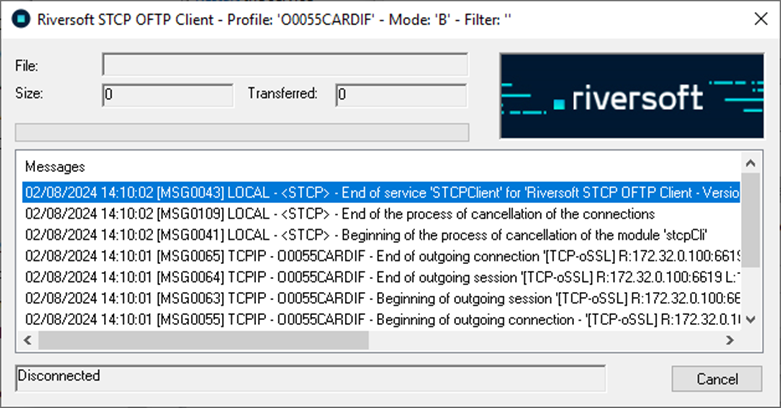 Riversoft STCP OFTP Client - Profile: 'O0055CARDIF' - Mode: 'B' - Filter: ''
File:
Size: 0 Transferred: 0
riversoft
Messages
02/08/2024 14:10:02 [MSG0043] LOCAL - <STCP> - End of service 'STCPClient' for 'Riversoft STCP OFTP Client - Versio
02/08/2024 14:10:02 [MSG0109] LOCAL - <STCP> - End of the process of cancellation of the connections
02/08/2024 14:10:02 [MSG0041] LOCAL - <STCP> - Beginning of the process of cancellation of the module 'stcpCli'
02/08/2024 14:10:01 [MSG0065] TCPIP - O0055CARDIF - End of outgoing connection '[TCP-oSSL] R:172.32.0.100:6619
02/08/2024 14:10:01 [MSG0064] TCPIP - O0055CARDIF - End of outgoing session '[TCP-oSSL] R:172.32.0.100:6619 L:
02/08/2024 14:10:01 [MSG0063] TCPIP - O0055CARDIF - Beginning of outgoing session '[TCP-oSSL] R:172.32.0.100:66
02/08/2024 14:10:01 [MSG0055] TCPIP - O0055CARDIF - Beginning of outgoing connection - '[TCP-oSSL] R:172.32.0.1
Disconnected
Cancel